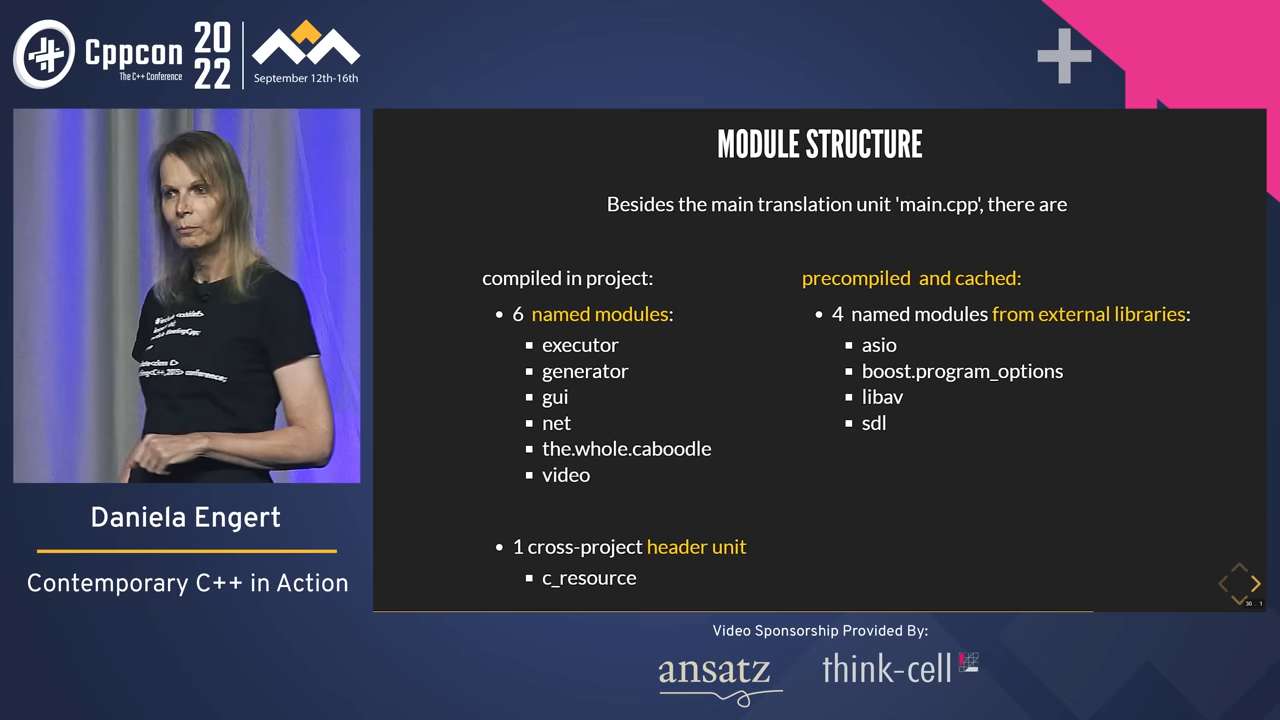 Cppcon
The C++ Conference
20
22
September 12th-16th
MODULE STRUCTURE
Besides the main translation unit 'main.cpp', there are
compiled in project:
• 6 named modules:
▪ executor
▪ generator
▪ gui
▪ net
▪ the.whole.caboodle
▪ video
• 1 cross-project header unit
▪ c_resource
precompiled and cached:
• 4 named modules from external libraries:
▪ asio
▪ boost.program_options
▪ libav
▪ sdl
30 . 1
Daniela Engert
Contemporary C++ in Action
Video Sponsorship Provided By:
ansatz
think-cell